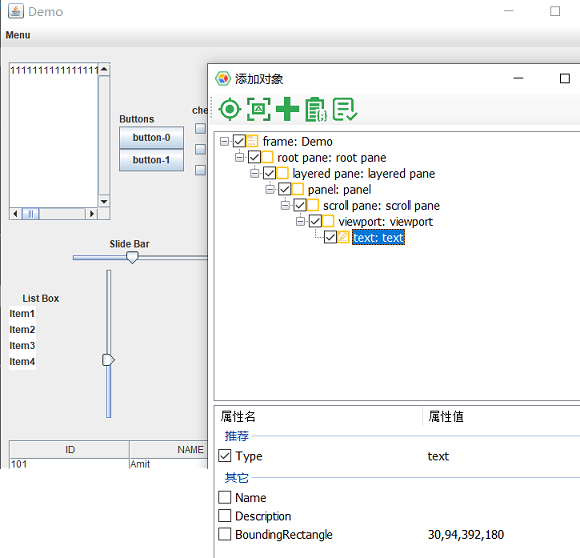 Demo
Menu
1111111111111111
Buttons
button-0
button-1
che
Slide Bar
List Box
Item1
Item2
Item3
Item4
ID NAME
101 Amit
添加对象
frame: Demo
root pane: root pane
layered pane: layered pane
panel: panel
scroll pane: scroll pane
viewport: viewport
text: text
属性名 属性值
推荐
Type text
其它
Name
Description
BoundingRectangle 30,94,392,180